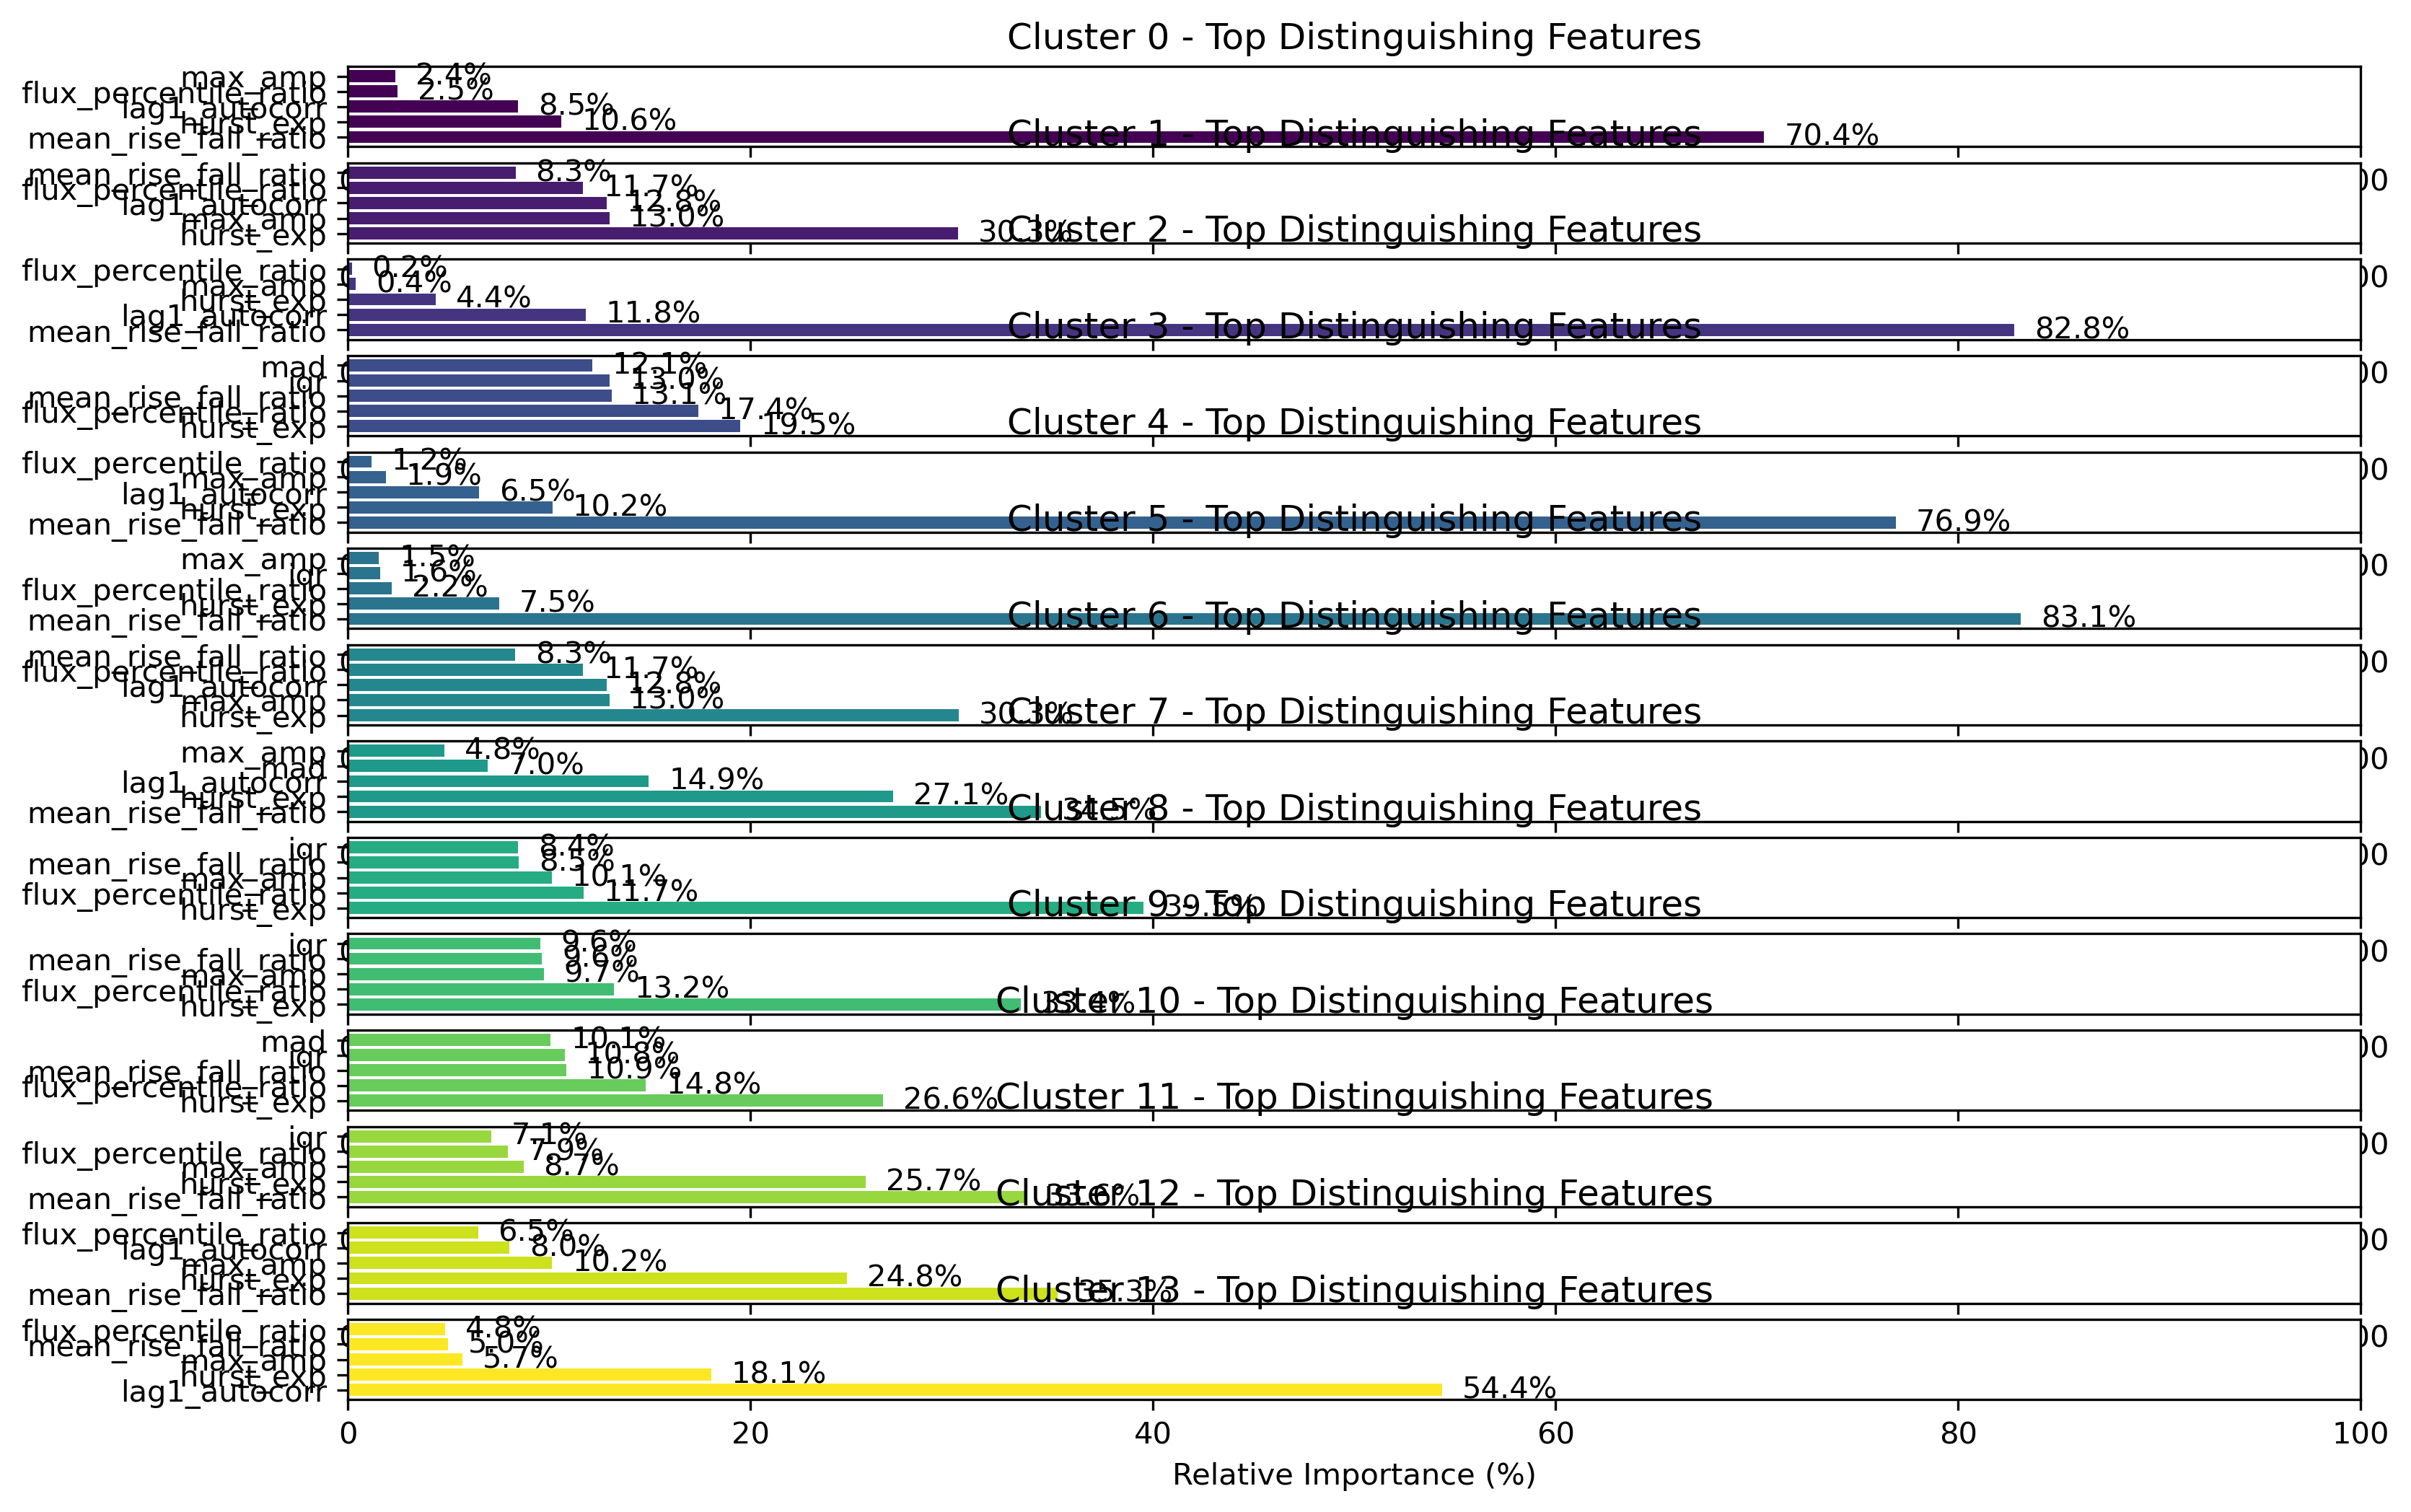 Cluster 0 - Top Distinguishing Features
max_amp 2.4%
flux_percentile_ratio 2.5%
lag1_autocorr 8.5%
hurst_exp 10.6%
mean_rise_fall_ratio 70.4%
Cluster 1 - Top Distinguishing Features
mean_rise_fall_ratio 8.3%
flux_percentile_ratio 11.7%
lag1_autocorr 12.8%
max_amp 13.0%
hurst_exp 30.3%
Cluster 2 - Top Distinguishing Features
flux_percentile_ratio 0.2%
max_amp 0.4%
hurst_exp 4.4%
lag1_autocorr 11.8%
mean_rise_fall_ratio 82.8%
Cluster 3 - Top Distinguishing Features
mad 12.1%
iqr 13.0%
mean_rise_fall_ratio 13.1%
flux_percentile_ratio 17.4%
hurst_exp 19.5%
Cluster 4 - Top Distinguishing Features
flux_percentile_ratio 1.2%
max_amp 1.9%
lag1_autocorr 6.5%
hurst_exp 10.2%
mean_rise_fall_ratio 76.9%
Cluster 5 - Top Distinguishing Features
max_amp 1.5%
iqr 1.6%
flux_percentile_ratio 2.2%
hurst_exp 7.5%
mean_rise_fall_ratio 83.1%
Cluster 6 - Top Distinguishing Features
mean_rise_fall_ratio 8.3%
flux_percentile_ratio 11.7%
lag1_autocorr 12.8%
max_amp 13.0%
hurst_exp 30.3%
Cluster 7 - Top Distinguishing Features
max_amp 4.8%
mad 7.0%
lag1_autocorr 14.9%
hurst_exp 27.1%
mean_rise_fall_ratio 34.5%
Cluster 8 - Top Distinguishing Features
iqr 8.4%
mean_rise_fall_ratio 8.5%
max_amp 10.1%
flux_percentile_ratio 11.7%
hurst_exp 39.5%
Cluster 9 - Top Distinguishing Features
iqr 9.6%
mean_rise_fall_ratio 9.6%
max_amp 9.7%
flux_percentile_ratio 13.2%
hurst_exp 33.4%
Cluster 10 - Top Distinguishing Features
mad 10.1%
iqr 10.8%
mean_rise_fall_ratio 10.9%
flux_percentile_ratio 14.8%
hurst_exp 26.6%
Cluster 11 - Top Distinguishing Features
iqr 7.1%
flux_percentile_ratio 7.9%
max_amp 8.7%
hurst_exp 25.7%
mean_rise_fall_ratio 33.6%
Cluster 12 - Top Distinguishing Features
flux_percentile_ratio 6.5%
lag1_autocorr 8.0%
max_amp 10.2%
hurst_exp 24.8%
mean_rise_fall_ratio 35.3%
Cluster 13 - Top Distinguishing Features
flux_percentile_ratio 4.8%
mean_rise_fall_ratio 5.0%
max_amp 5.7%
hurst_exp 18.1%
lag1_autocorr 54.4%
0 20 40 60 80 100
Relative Importance (%)